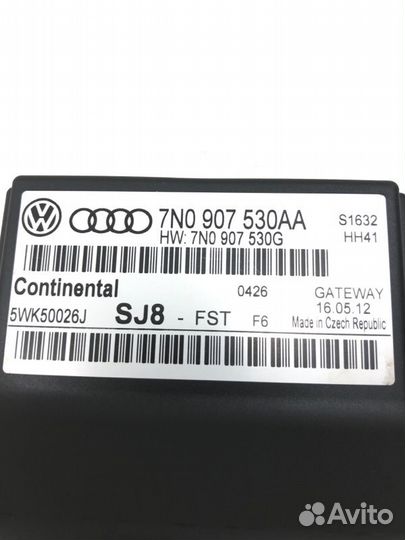 7N0 907 530AA S1632
HW: 7N0 907 530G HH41
Continental 0426 GATEWAY
5WK50026J SJ8 - FST F6 16.05.12
Made in Czech Republic
Avito